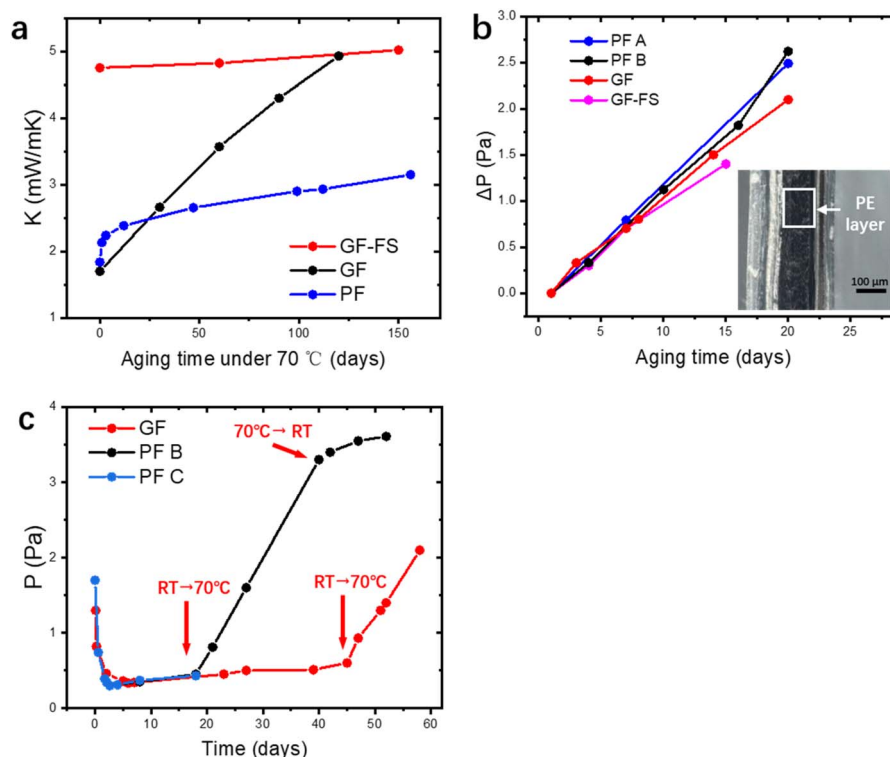 a
K (mW/mK)
5
4
3
2
1
GF-FS
GF
PF
0
50
100
150
Aging time under 70 ℃ (days)
b
ΔP (Pa)
3.0
2.5
2.0
1.5
1.0
0.5
0.0
PF A
PF B
GF
GF-FS
PE
layer
100 μm
5
10
15
20
25
Aging time (days)
c
P (Pa)
4
3
2
1
0
GF
PF B
PF C
70℃→ RT
RT→70℃
RT→70℃
0
10
20
30
40
50
60
Time (days)